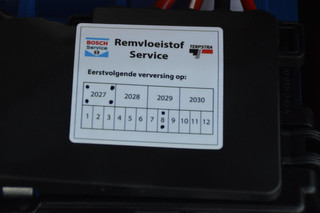 BOSCH
Service
Remvloeistof
Service
TERPSTRA
Eerstvolgende verversing op:
2027 2028 2029 2030
1 2 3 4 5 6 7 8 9 10 11 12